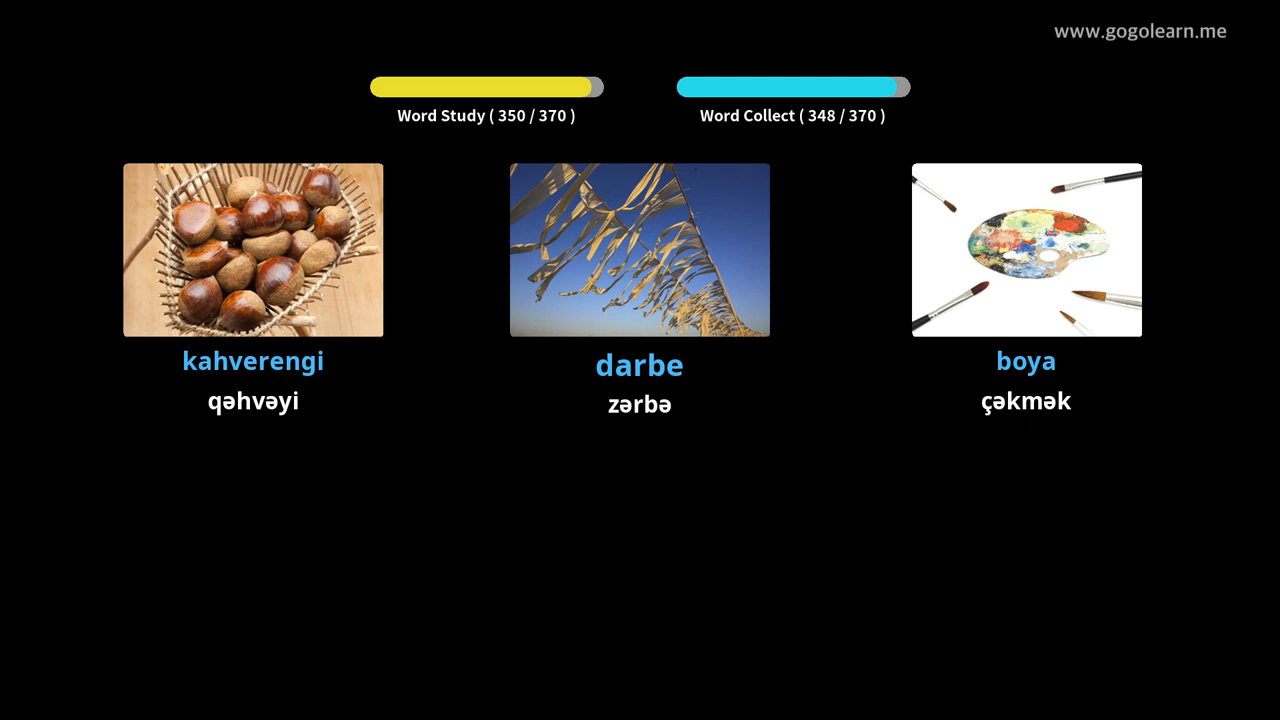 www.gogolearn.me
Word Study ( 350 / 370 )
Word Collect ( 348 / 370 )
kahverengi
darbe
boya
qəhvəyi
zərbə
çəkmək